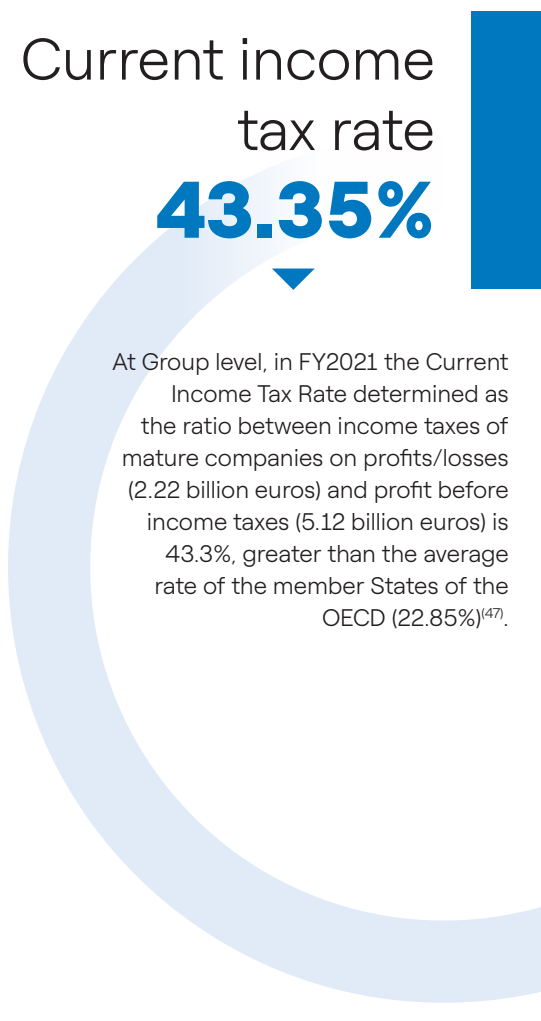 Current income
tax rate
43.35%
At Group level, in FY2021 the Current
Income Tax Rate determined as
the ratio between income taxes of
mature companies on profits/losses
(2.22 billion euros) and profit before
income taxes (5.12 billion euros) is
43.3%, greater than the average
rate of the member States of the
OECD (22.85%)(47).